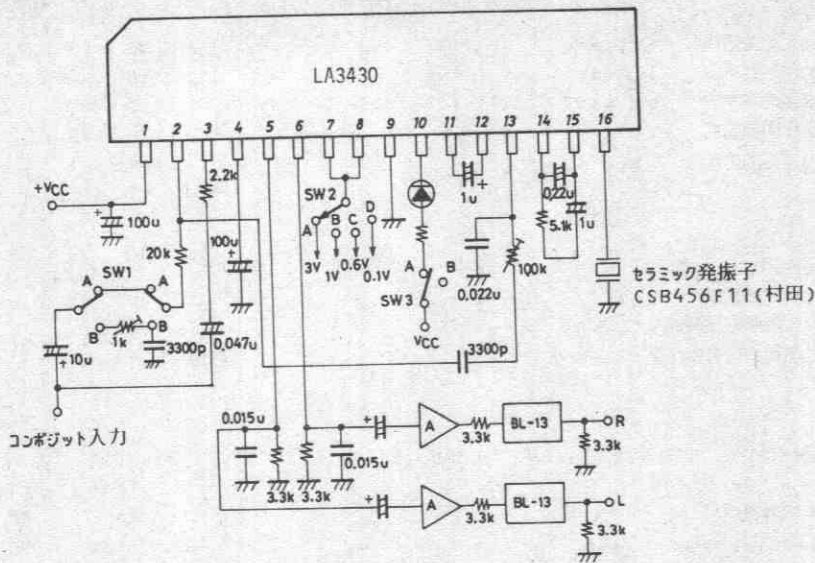 LA3430
1 2 3 4 5 6 7 8 9 10 11 12 13 14 15 16
+VCC
100u
2.2k
20k
100u
SW1
A A
B B
1k
3300p
10u
0,047u
コンポジット入力
SW2
A B C D
3V 1V 0.6V 0.1V
A B
SW3
VCC
1u
0.022u
100k
3300p
0,22u
5.1k
1u
セラミック発振子
CSB456F11(村田)
0.015u
3.3k 3.3k
0.015u
A
3.3k
BL-13
R
3.3k
A
3.3k
BL-13
L
3.3k